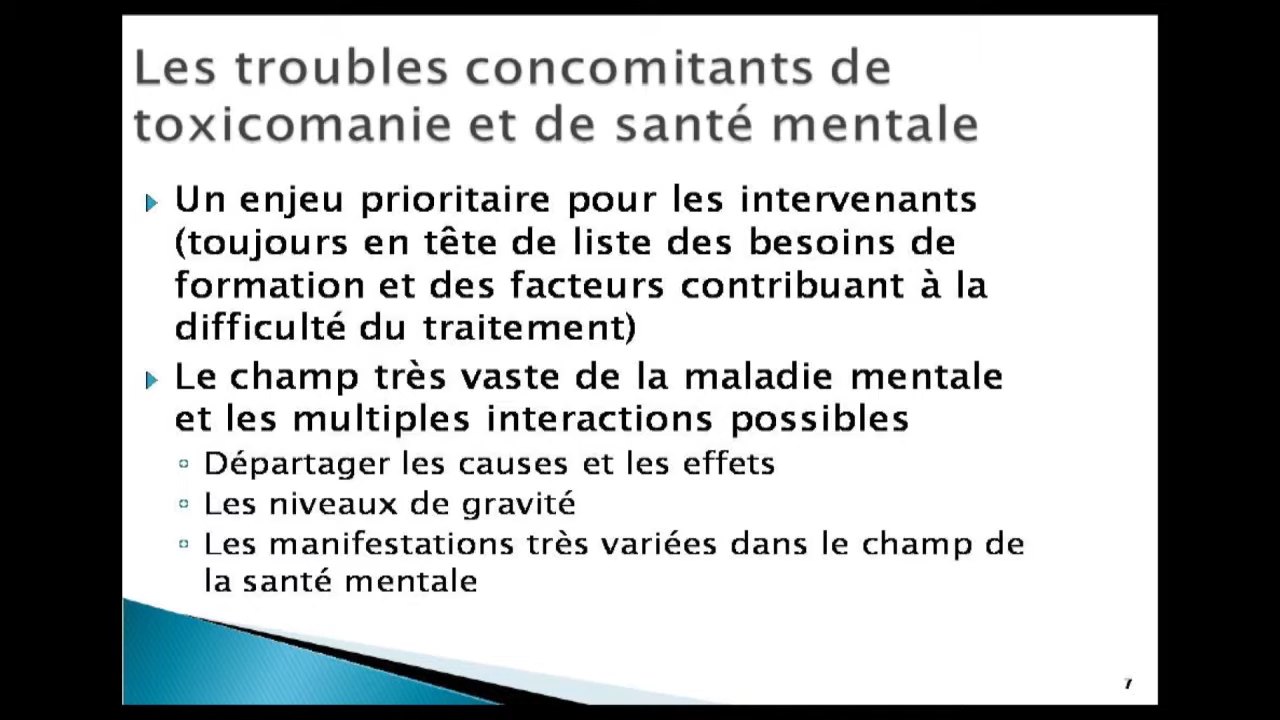 Les troubles concomitants de
toxicomanie et de santé mentale
Un enjeu prioritaire pour les intervenants
(toujours en tête de liste des besoins de
formation et des facteurs contribuant à la
difficulté du traitement)
Le champ très vaste de la maladie mentale
et les multiples interactions possibles
Départager les causes et les effets
Les niveaux de gravité
Les manifestations très variées dans le champ de
la santé mentale
7